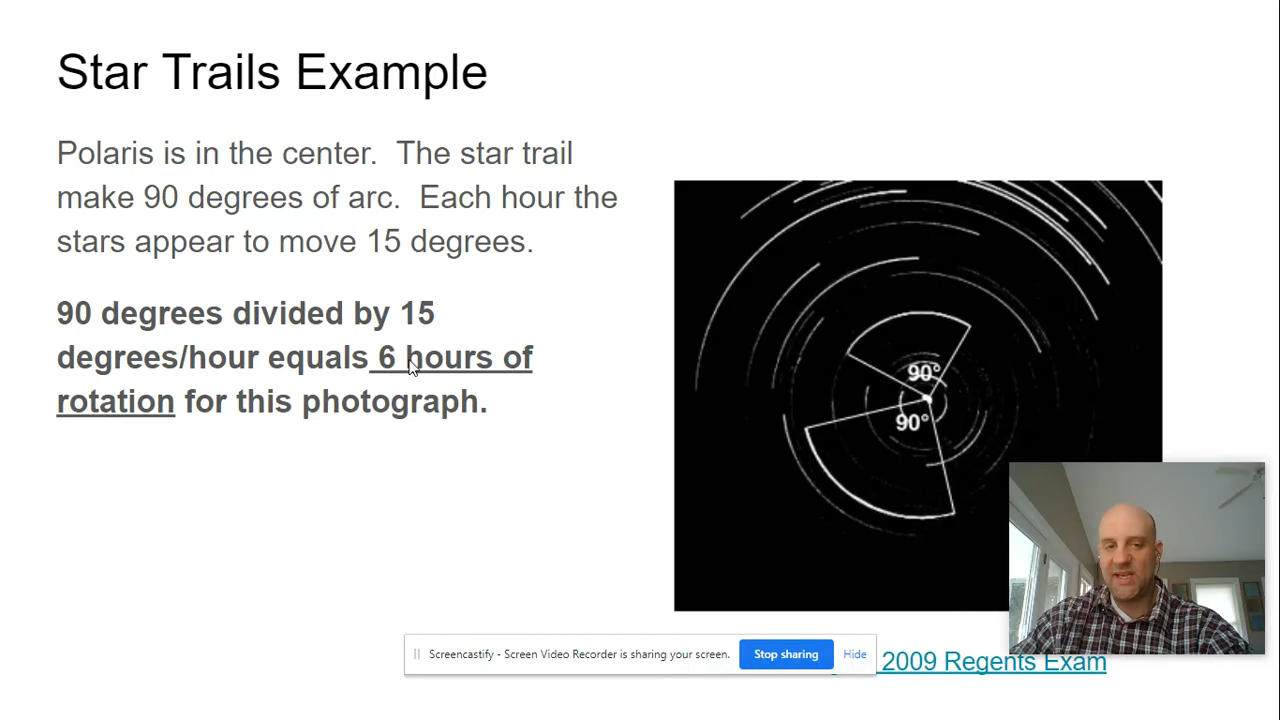 Star Trails Example
Polaris is in the center.  The star trail
make 90 degrees of arc.  Each hour the
stars appear to move 15 degrees.
90 degrees divided by 15
degrees/hour equals 6 hours of
rotation for this photograph.
90°
90°
Screencastify - Screen Video Recorder is sharing your screen.
Stop sharing
Hide
2009 Regents Exam